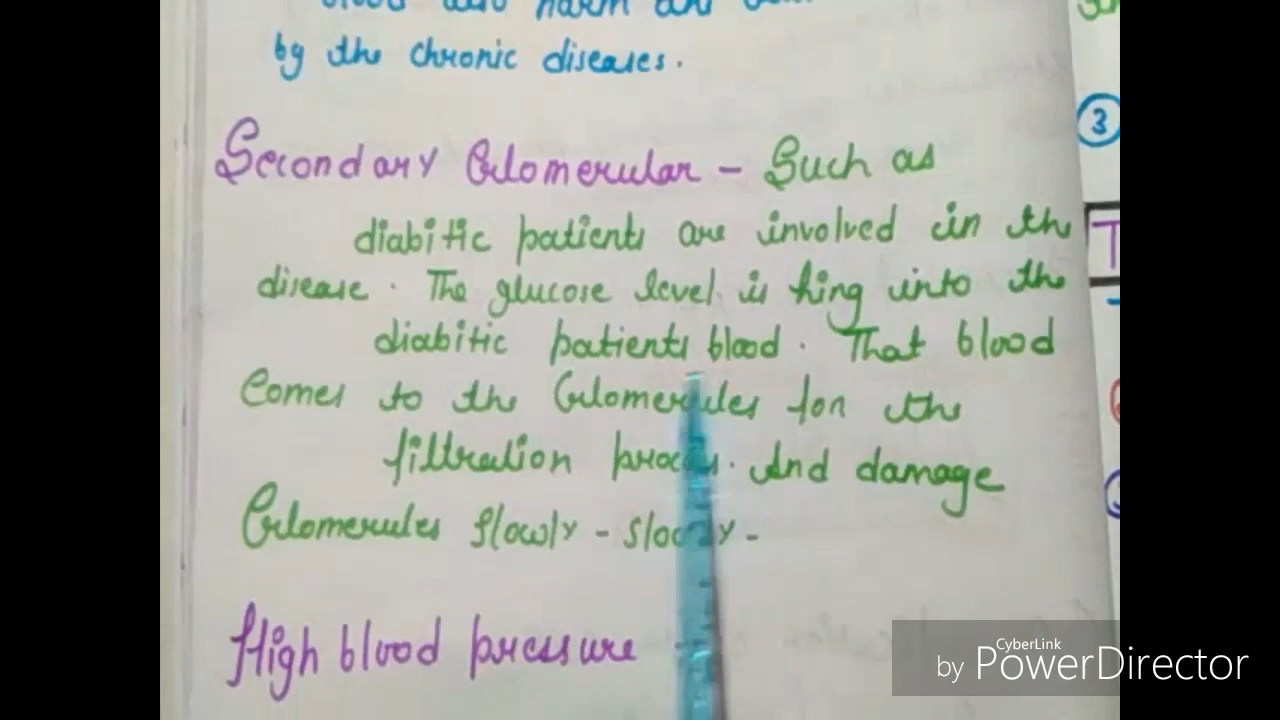 by the chronic diseases.
Secondary Glomerular - Such as
diabitic patients are involved in the
disease. The glucose level is hing into the
diabitic patients blood. That blood
Comes to the Glomerules for the
filtration process. And damage
Glomerules slowly - slowly -
High blood pressure
3
T
CyberLink
by PowerDirector